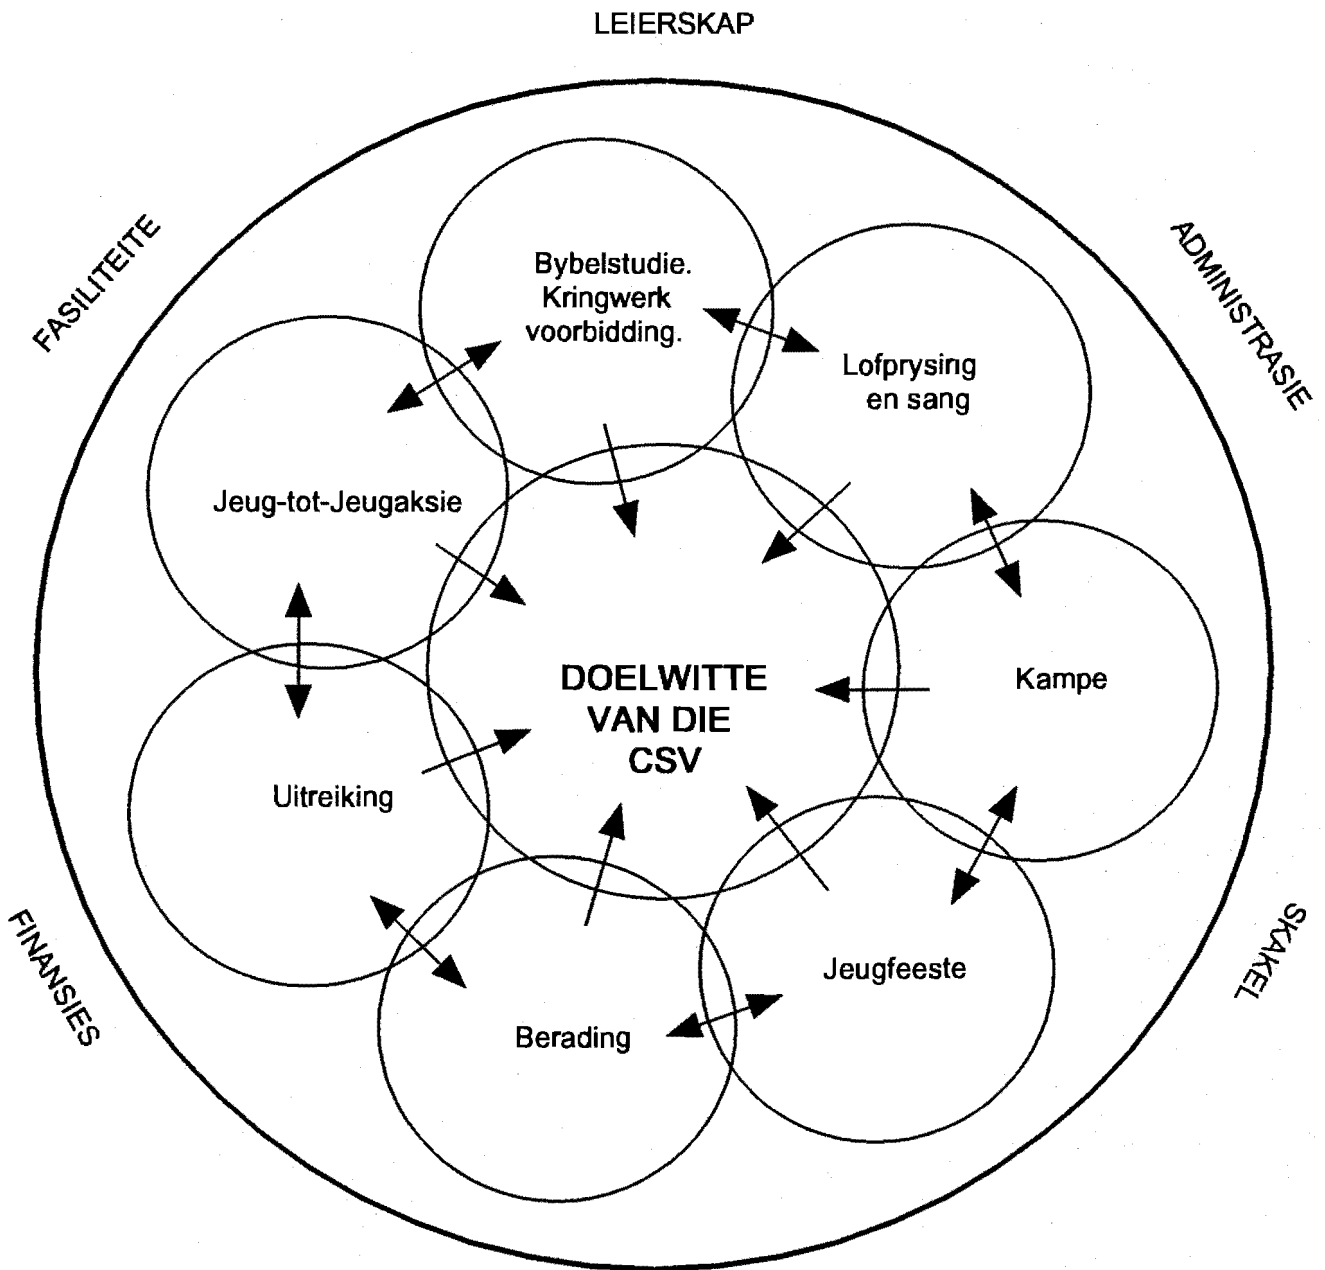 LEIERSKAP
FASILITEITE
ADMINISTRASIE
Bybelstudie.
Kringwerk
voorbidding.
Lofprysing
en sang
Jeug-tot-Jeugaksie
DOELWITTE
VAN DIE
CSV
Kampe
Uitreiking
Jeugfeeste
Berading
FINANSIES
SKAKEL